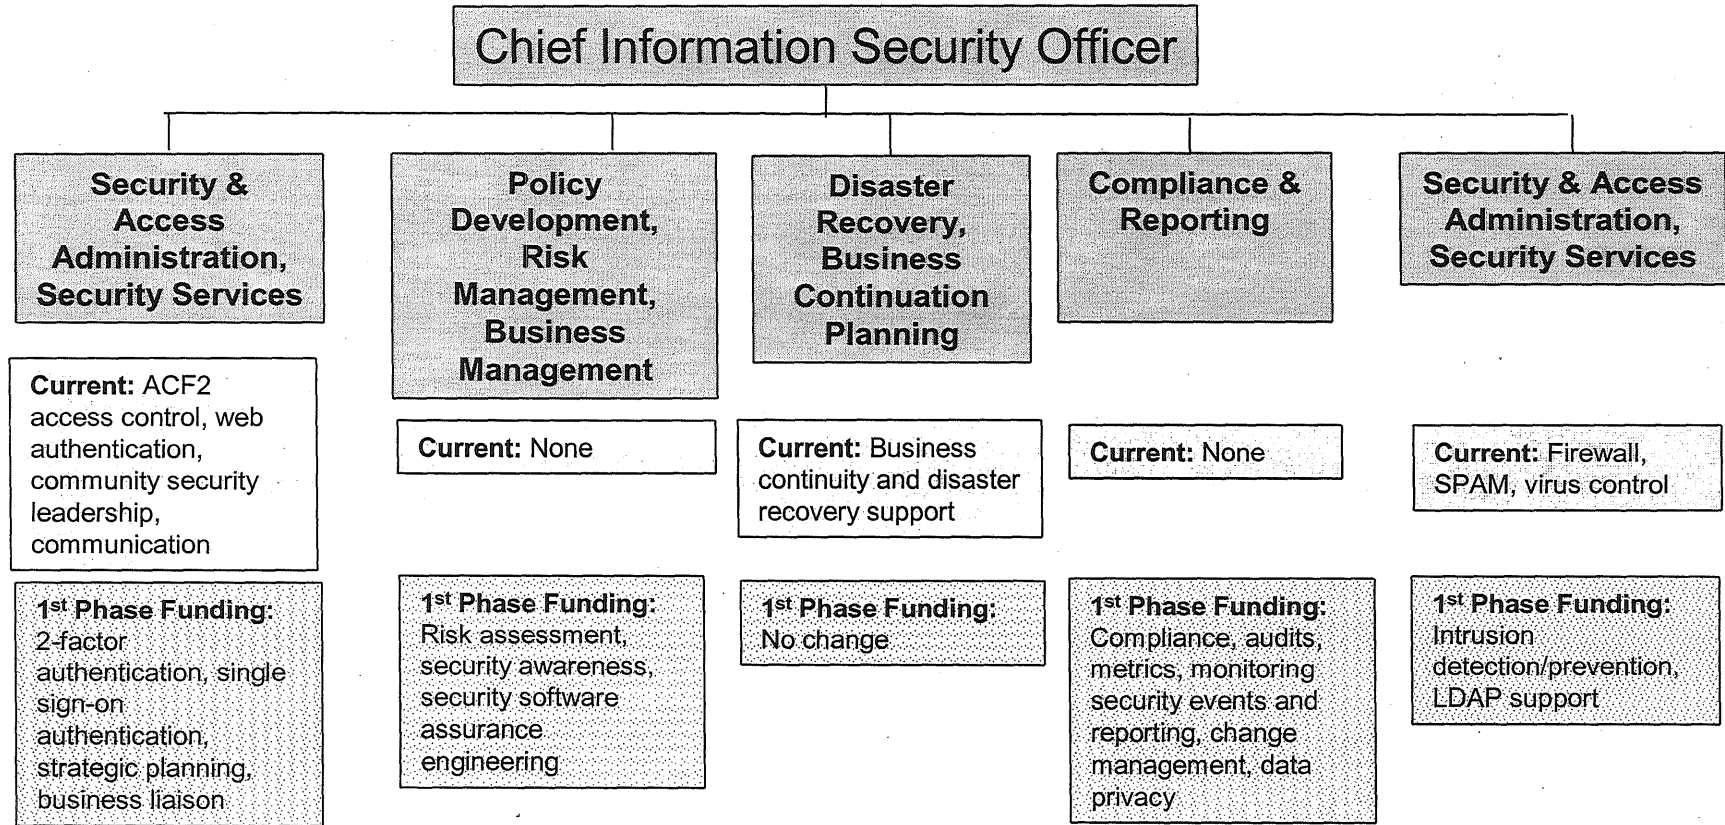 Chief Information Security Officer
Security &
Access
Administration,
Security Services
Current: ACF2
access control, web
authentication,
community security
leadership,
communication
1st Phase Funding:
2-factor
authentication, single
sign-on
authentication,
strategic planning,
business liaison
Policy
Development,
Risk
Management,
Business
Management
Current: None
1st Phase Funding:
Risk assessment,
security awareness,
security software
assurance
engineering
Disaster
Recovery,
Business
Continuation
Planning
Current: Business
continuity and disaster
recovery support
1st Phase Funding:
No change
Compliance &
Reporting
Current: None
1st Phase Funding:
Compliance, audits,
metrics, monitoring
security events and
reporting, change
management, data
privacy
Security & Access
Administration,
Security Services
Current: Firewall,
SPAM, virus control
1st Phase Funding:
Intrusion
detection/prevention,
LDAP support